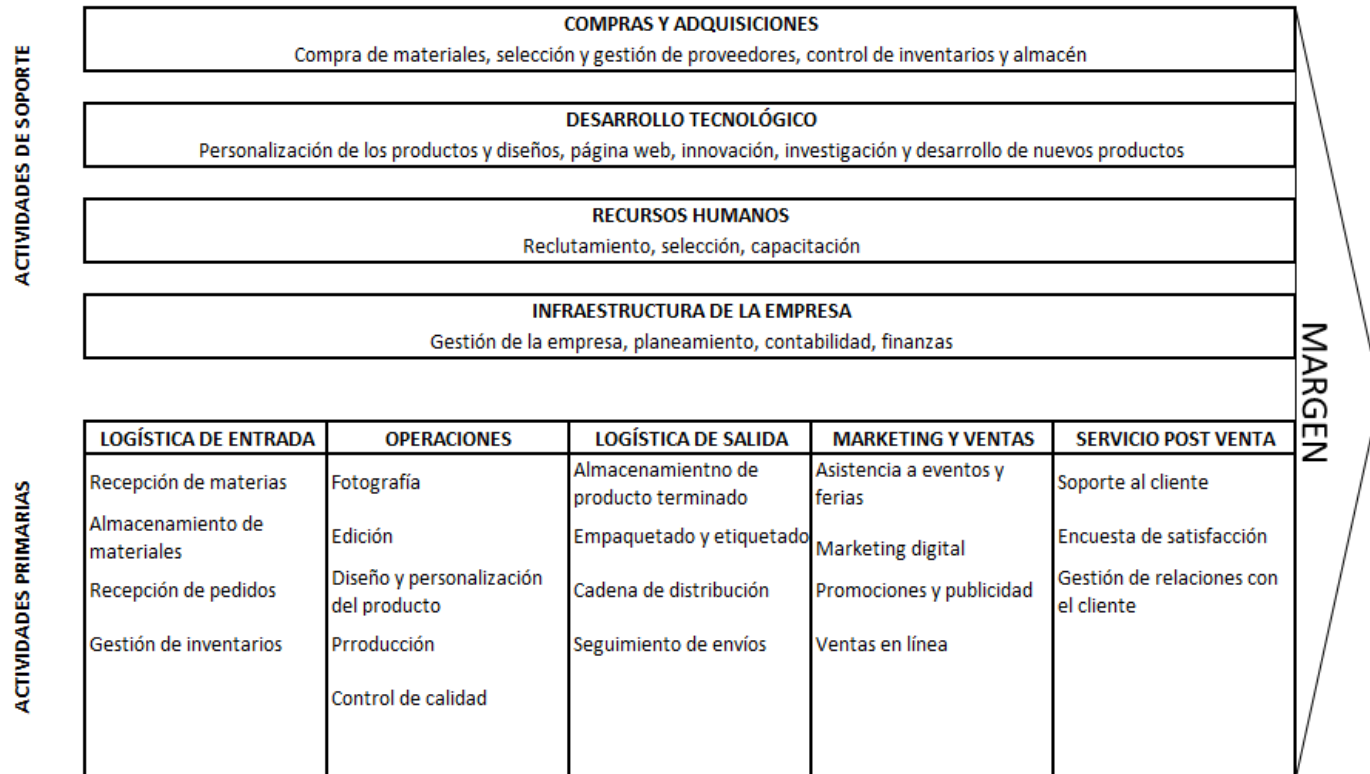 ACTIVIDADES DE SOPORTE
COMPRAS Y ADQUISICIONES
Compra de materiales, selección y gestión de proveedores, control de inventarios y almacén
DESARROLLO TECNOLÓGICO
Personalización de los productos y diseños, página web, innovación, investigación y desarrollo de nuevos productos
RECURSOS HUMANOS
Reclutamiento, selección, capacitación
INFRAESTRUCTURA DE LA EMPRESA
Gestión de la empresa, planeamiento, contabilidad, finanzas
MARGEN
ACTIVIDADES PRIMARIAS
LOGÍSTICA DE ENTRADA
Recepción de materias
Almacenamiento de
materiales
Recepción de pedidos
Gestión de inventarios
OPERACIONES
Fotografía
Edición
Diseño y personalización
del producto
Prroducción
Control de calidad
LOGÍSTICA DE SALIDA
Almacenamientno de
producto terminado
Empaquetado y etiquetado
Cadena de distribución
Seguimiento de envíos
MARKETING Y VENTAS
Asistencia a eventos y
ferias
Marketing digital
Promociones y publicidad
Ventas en línea
SERVICIO POST VENTA
Soporte al cliente
Encuesta de satisfacción
Gestión de relaciones con
el cliente